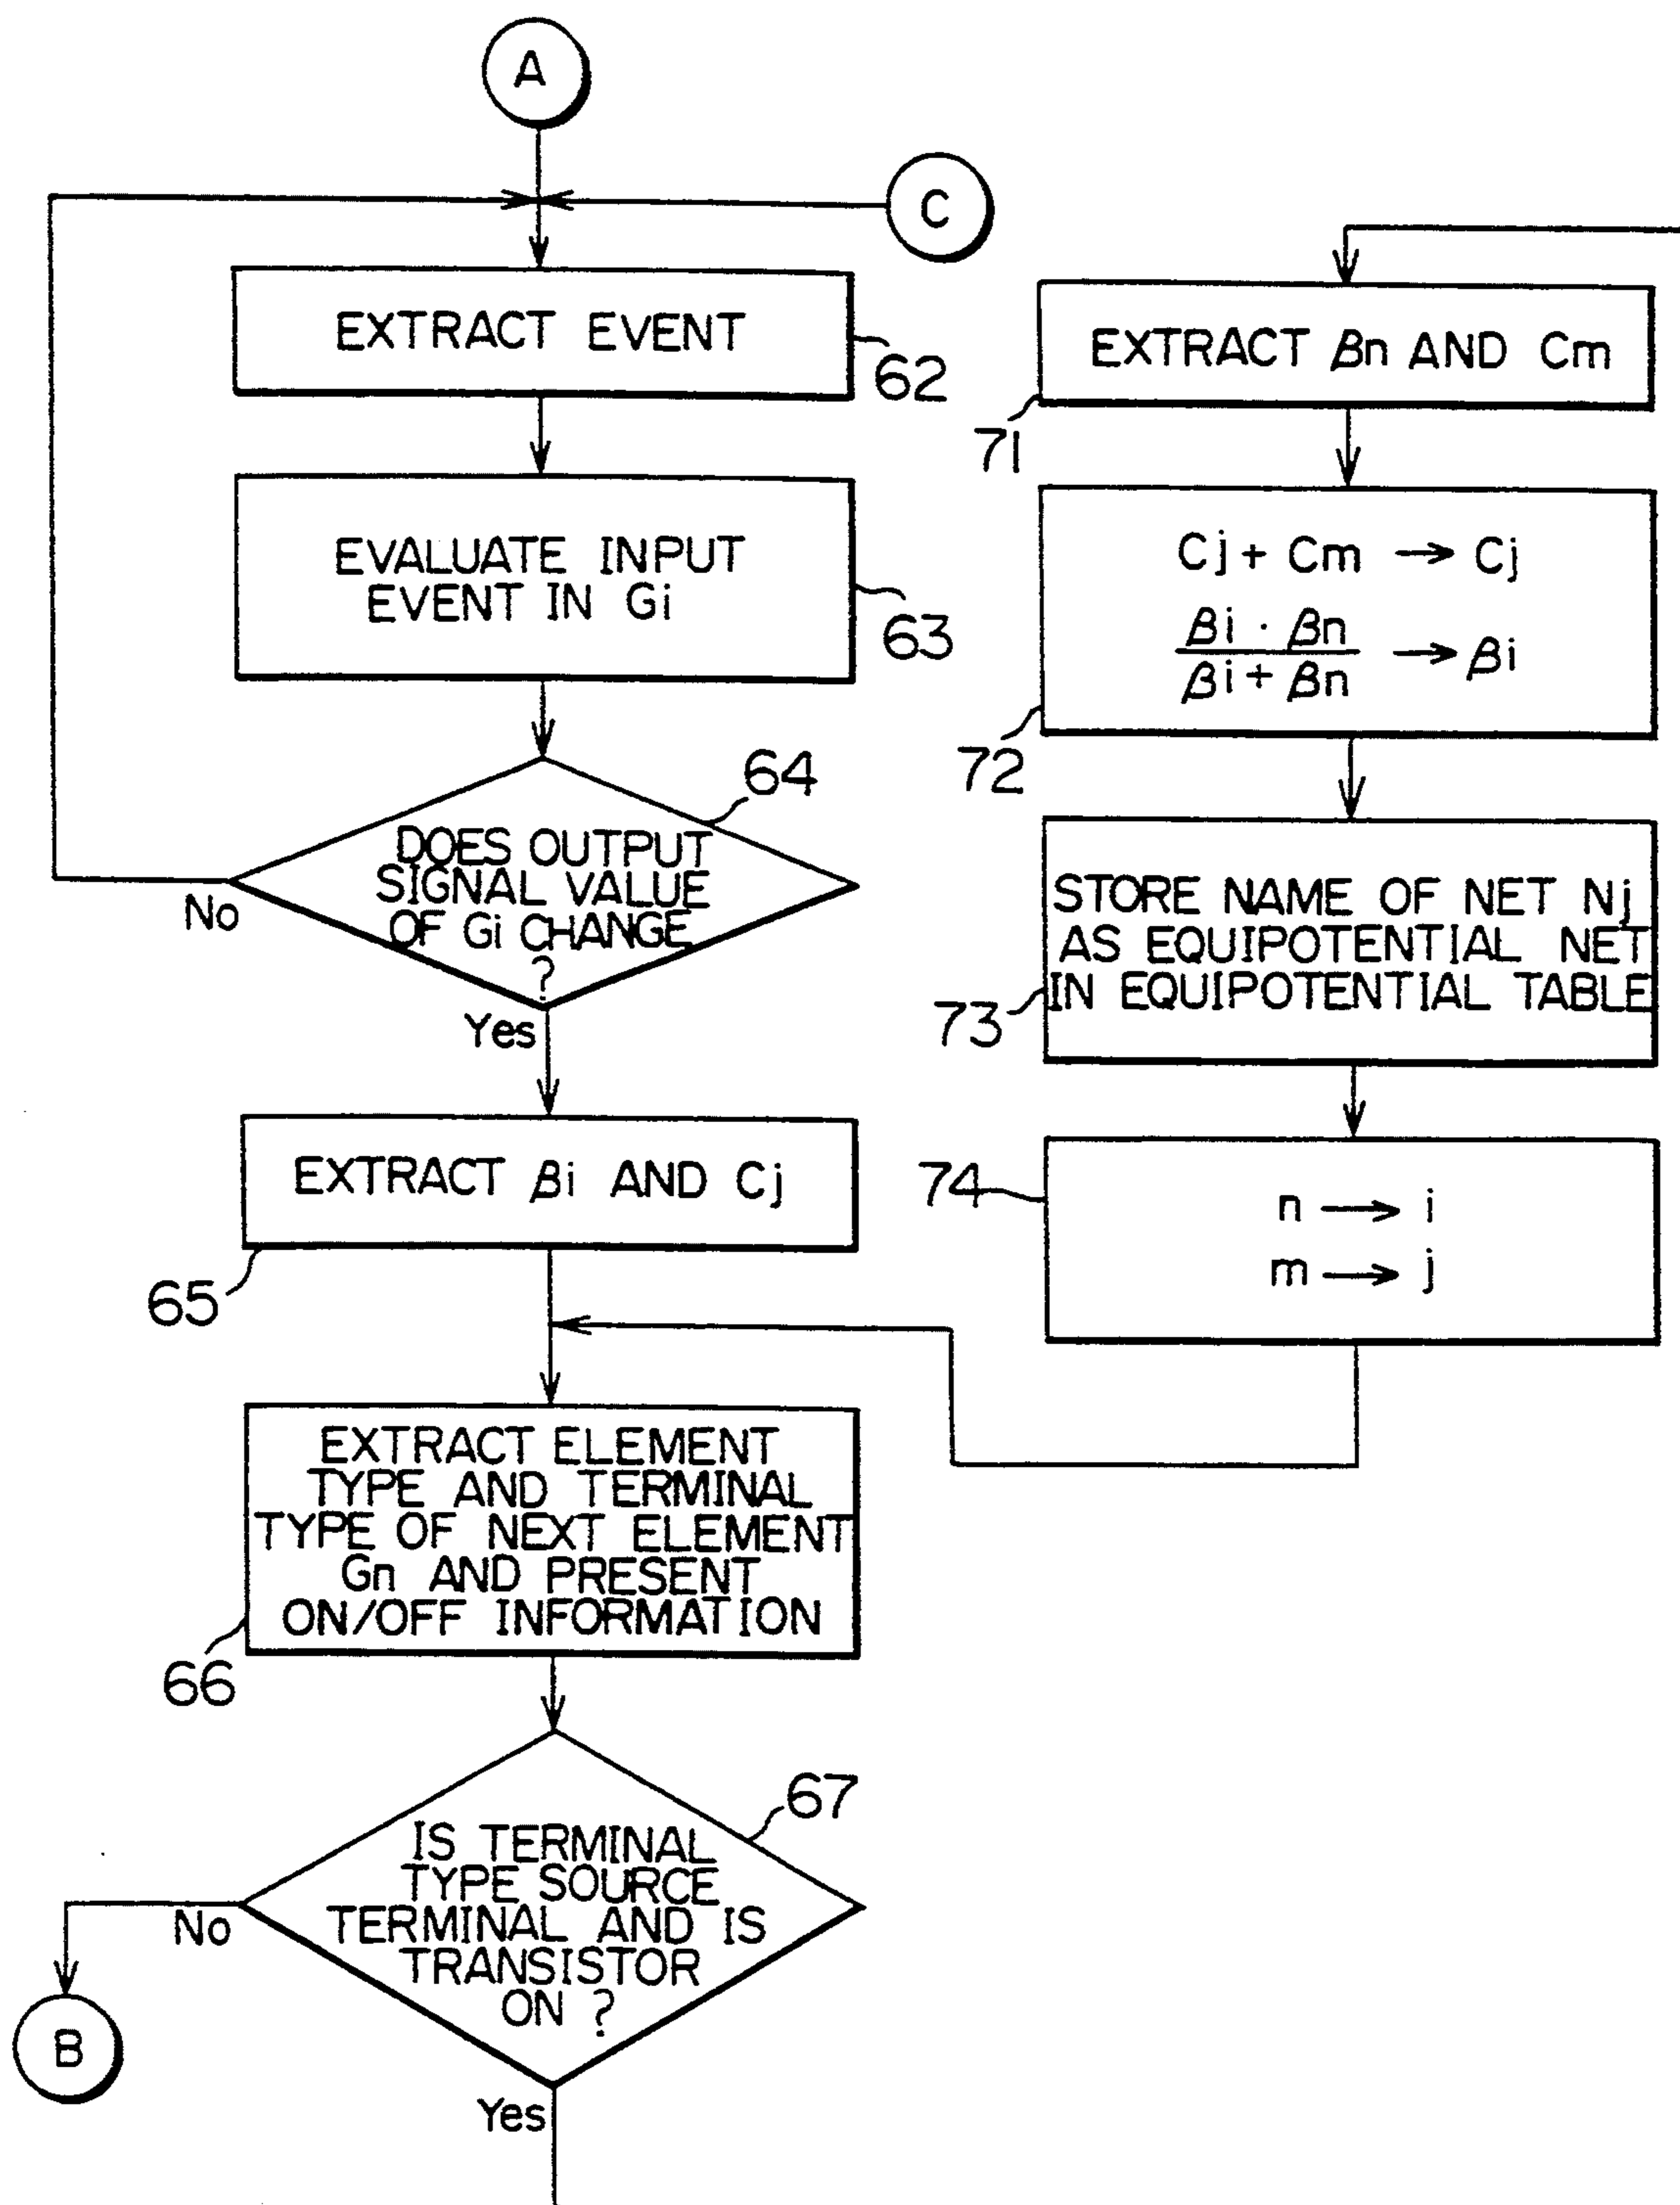 A
C
EXTRACT EVENT
62
EVALUATE INPUT
EVENT IN Gi
63
64
DOES OUTPUT
SIGNAL VALUE
OF Gi CHANGE
?
No
Yes
EXTRACT βi AND Cj
65
EXTRACT ELEMENT
TYPE AND TERMINAL
TYPE OF NEXT ELEMENT
Gn AND PRESENT
ON/OFF INFORMATION
66
67
IS TERMINAL
TYPE SOURCE
TERMINAL AND IS
TRANSISTOR
ON ?
No
B
Yes
EXTRACT βn AND Cm
71
Cj + Cm → Cj
βi · βn
βi + βn → βi
72
STORE NAME OF NET Nj
AS EQUIPOTENTIAL NET
IN EQUIPOTENTIAL TABLE
73
74
n → i
m → j